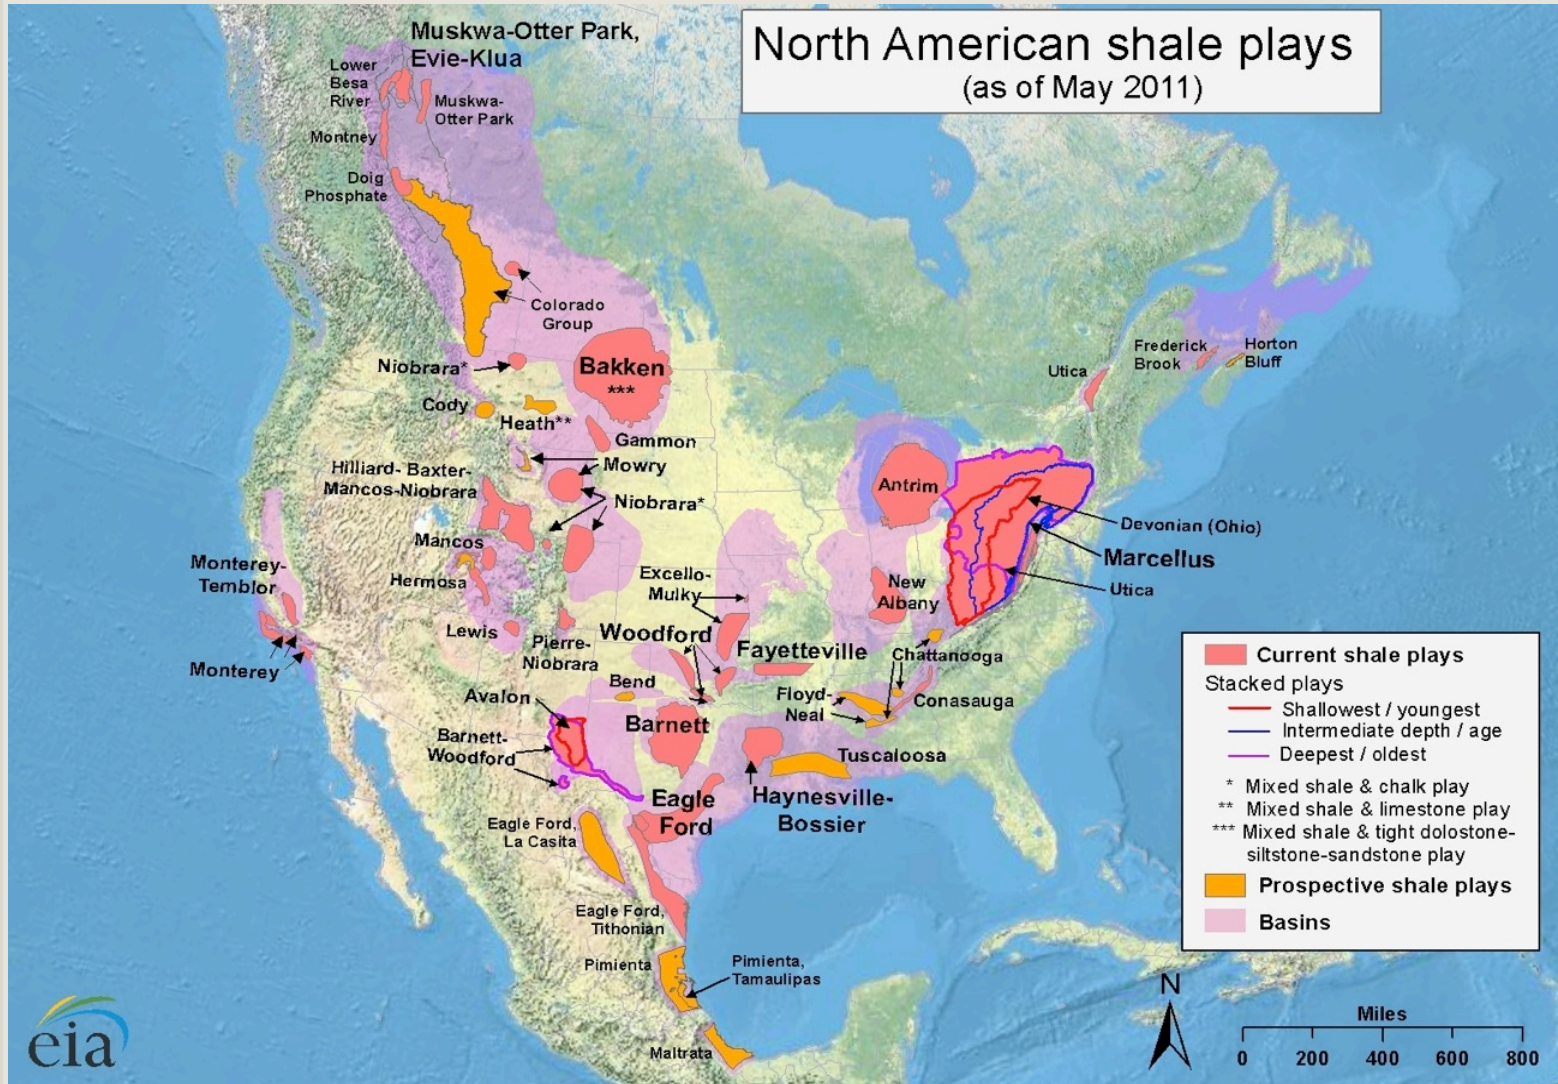 North American shale plays
(as of May 2011)
Muskwa-Otter Park,
Evie-Klua
Lower
Besa
River
Muskwa-
Otter Park
Montney
Doig
Phosphate
Colorado
Group
Niobrara*
Bakken
***
Cody
Heath**
Gammon
Mowry
Hilliard- Baxter-
Mancos-Niobrara
Niobrara*
Mancos
Hermosa
Monterey-
Temblor
Monterey
Lewis
Pierre-
Niobrara
Excello-
Mulky
Woodford
Fayetteville
Bend
Avalon
Barnett
Barnett-
Woodford
Eagle
Ford
Haynesville-
Bossier
Tuscaloosa
Floyd-
Neal
Chattanooga
Conasauga
New
Albany
Antrim
Devonian (Ohio)
Marcellus
Utica
Utica
Frederick
Brook
Horton
Bluff
Eagle Ford,
La Casita
Eagle Ford,
Tithonian
Pimienta
Pimienta,
Tamaulipas
Maltrata
Current shale plays
Stacked plays
Shallowest / youngest
Intermediate depth / age
Deepest / oldest
* Mixed shale & chalk play
** Mixed shale & limestone play
*** Mixed shale & tight dolostone-
siltstone-sandstone play
Prospective shale plays
Basins
N
Miles
0 200 400 600 800
eia